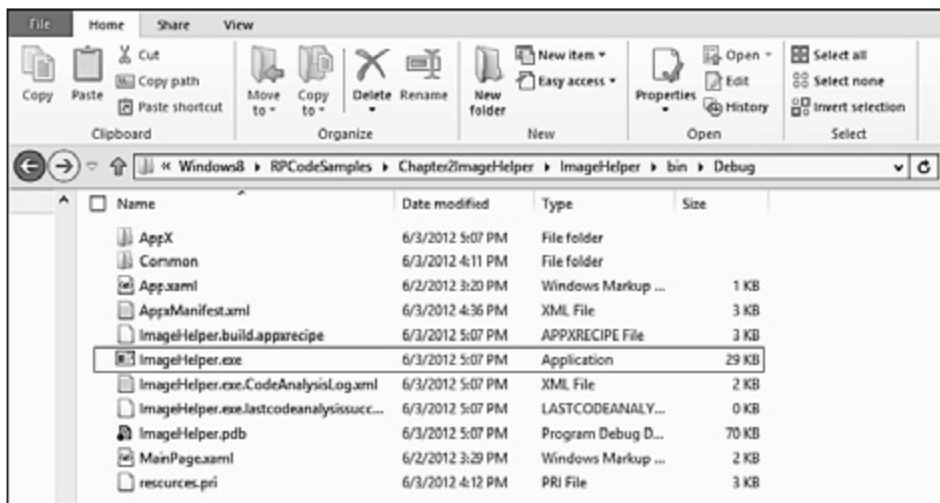 File Home Share View
Copy
Paste
Cut
Copy path
Paste shortcut
Clipboard
Move to
Copy to
Delete
Rename
Organize
New folder
New item
Easy access
New
Properties
Open
Edit
History
Open
Select all
Select none
Invert selection
Select
« Windows8 RPCodeSamples Chapter2ImageHelper ImageHelper bin Debug
Name Date modified Type Size
AppX 6/3/2012 5:07 PM File folder
Common 6/3/2012 4:11 PM File folder
App.xaml 6/2/2012 3:20 PM Windows Markup ... 1 KB
AppxManifest.xml 6/3/2012 4:36 PM XML File 3 KB
ImageHelper.build.appxrecipe 6/3/2012 5:07 PM APPXRECIPE File 3 KB
ImageHelper.exe 6/3/2012 5:07 PM Application 29 KB
ImageHelper.exe.CodeAnalysisLog.xml 6/3/2012 5:07 PM XML File 2 KB
ImageHelper.exe.lastcodeanalysissucc... 6/3/2012 5:07 PM LASTCODEANALY... 0 KB
ImageHelper.pdb 6/3/2012 5:07 PM Program Debug D... 70 KB
MainPage.xaml 6/2/2012 3:29 PM Windows Markup ... 2 KB
resources.pri 6/3/2012 4:12 PM PRI File 3 KB